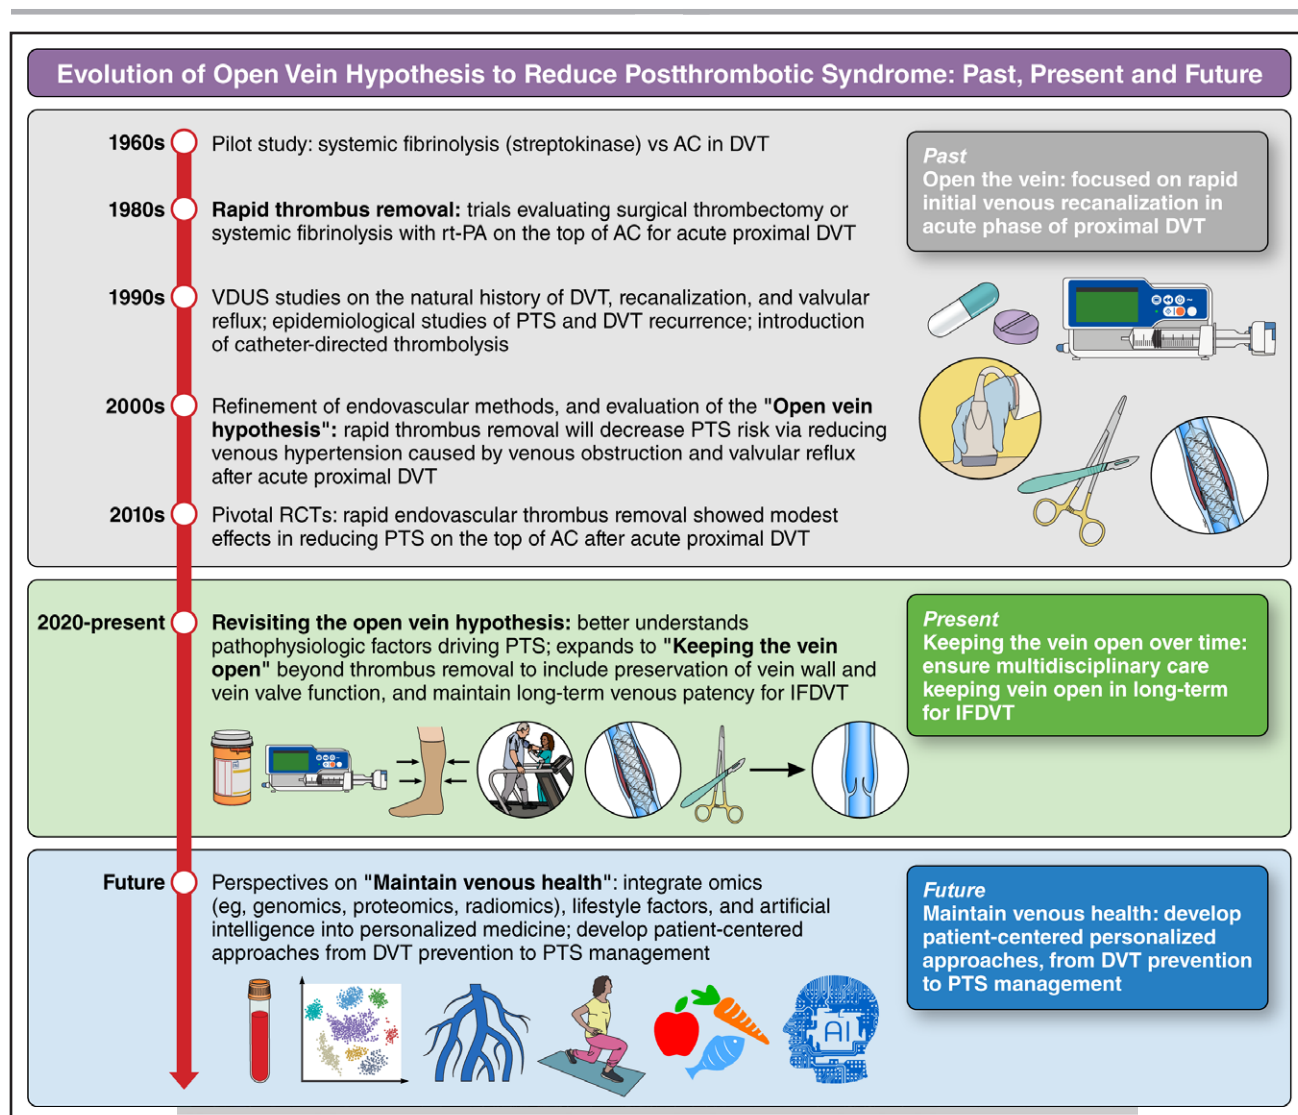 Evolution of Open Vein Hypothesis to Reduce Postthrombotic Syndrome: Past, Present and Future
1960s
Pilot study: systemic fibrinolysis (streptokinase) vs AC in DVT
1980s
Rapid thrombus removal: trials evaluating surgical thrombectomy or
systemic fibrinolysis with rt-PA on the top of AC for acute proximal DVT
1990s
VDUS studies on the natural history of DVT, recanalization, and valvular
reflux; epidemiological studies of PTS and DVT recurrence; introduction
of catheter-directed thrombolysis
2000s
Refinement of endovascular methods, and evaluation of the "Open vein
hypothesis": rapid thrombus removal will decrease PTS risk via reducing
venous hypertension caused by venous obstruction and valvular reflux
after acute proximal DVT
2010s
Pivotal RCTs: rapid endovascular thrombus removal showed modest
effects in reducing PTS on the top of AC after acute proximal DVT
Past
Open the vein: focused on rapid
initial venous recanalization in
acute phase of proximal DVT
2020-present
Revisiting the open vein hypothesis: better understands
pathophysiologic factors driving PTS; expands to "Keeping the vein
open" beyond thrombus removal to include preservation of vein wall and
vein valve function, and maintain long-term venous patency for IFDVT
Present
Keeping the vein open over time:
ensure multidisciplinary care
keeping vein open in long-term
for IFDVT
Future
Perspectives on "Maintain venous health": integrate omics
(eg, genomics, proteomics, radiomics), lifestyle factors, and artificial
intelligence into personalized medicine; develop patient-centered
approaches from DVT prevention to PTS management
Future
Maintain venous health: develop
patient-centered personalized
approaches, from DVT prevention
to PTS management
AI